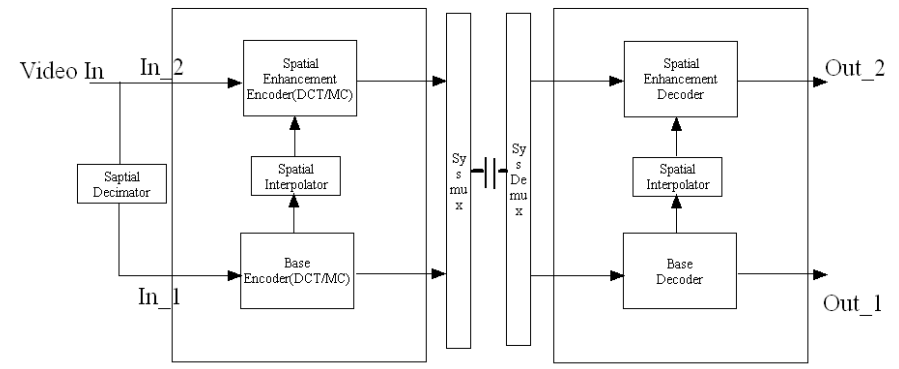 Video In
In_2
Saptial
Decimator
In_1
Spatial
Enhancement
Encoder(DCT/MC)
Spatial
Interpolator
Base
Encoder(DCT/MC)
Sy
s
mu
x
Sy
s
De
mu
x
Spatial
Enhancement
Decoder
Spatial
Interpolator
Base
Decoder
Out_2
Out_1